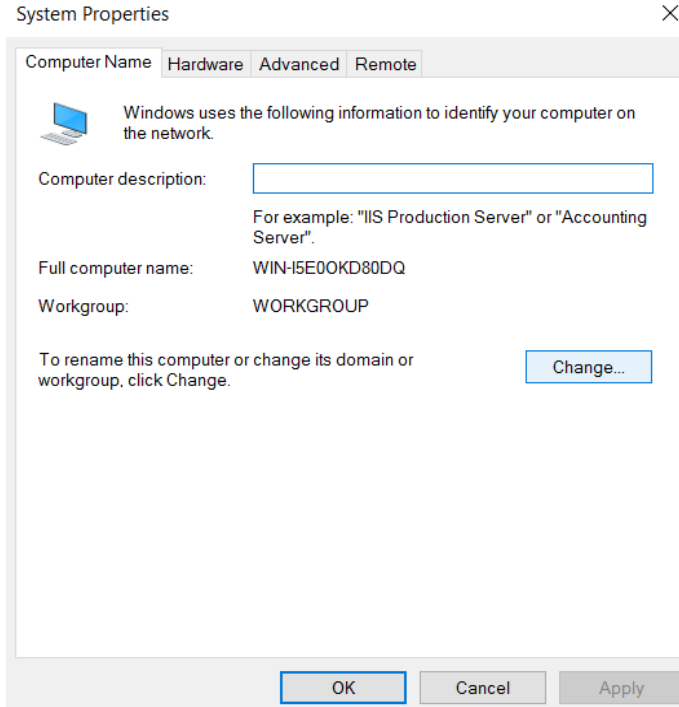 System Properties
Computer Name Hardware Advanced Remote
Windows uses the following information to identify your computer on
the network.
Computer description:
For example: "IIS Production Server" or "Accounting
Server".
Full computer name: WIN-I5E0OKD80DQ
Workgroup: WORKGROUP
To rename this computer or change its domain or
workgroup, click Change.
Change...
OK Cancel Apply